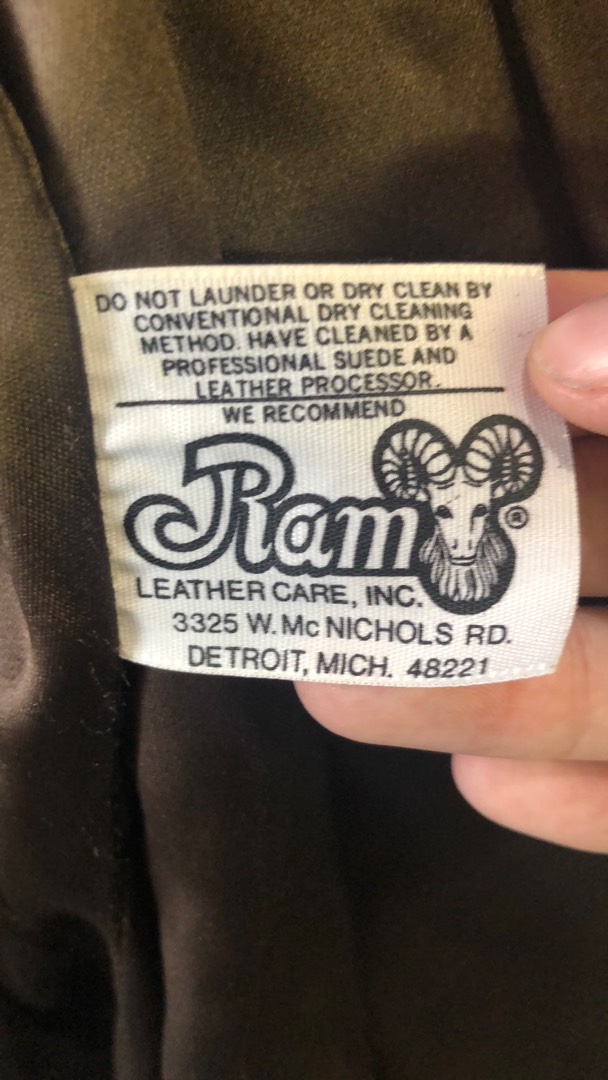 DO NOT LAUNDER OR DRY CLEAN BY
CONVENTIONAL DRY CLEANING
METHOD. HAVE CLEANED BY A
PROFESSIONAL SUEDE AND
LEATHER PROCESSOR.
WE RECOMMEND
Ram ®
LEATHER CARE, INC.
3325 W. Mc NICHOLS RD.
DETROIT, MICH. 48221